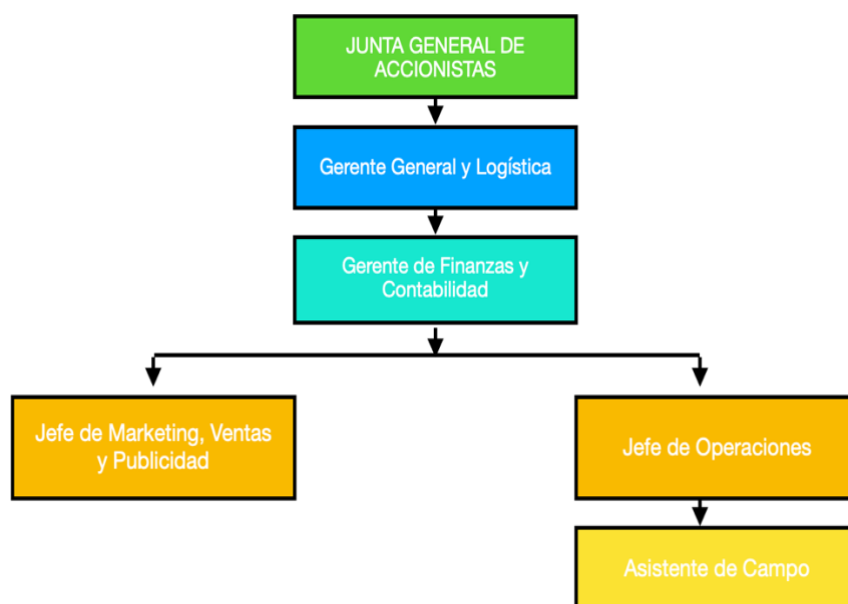 JUNTA GENERAL DE
ACCIONISTAS
Gerente General y Logística
Gerente de Finanzas y
Contabilidad
Jefe de Marketing, Ventas
y Publicidad
Jefe de Operaciones
Asistente de Campo